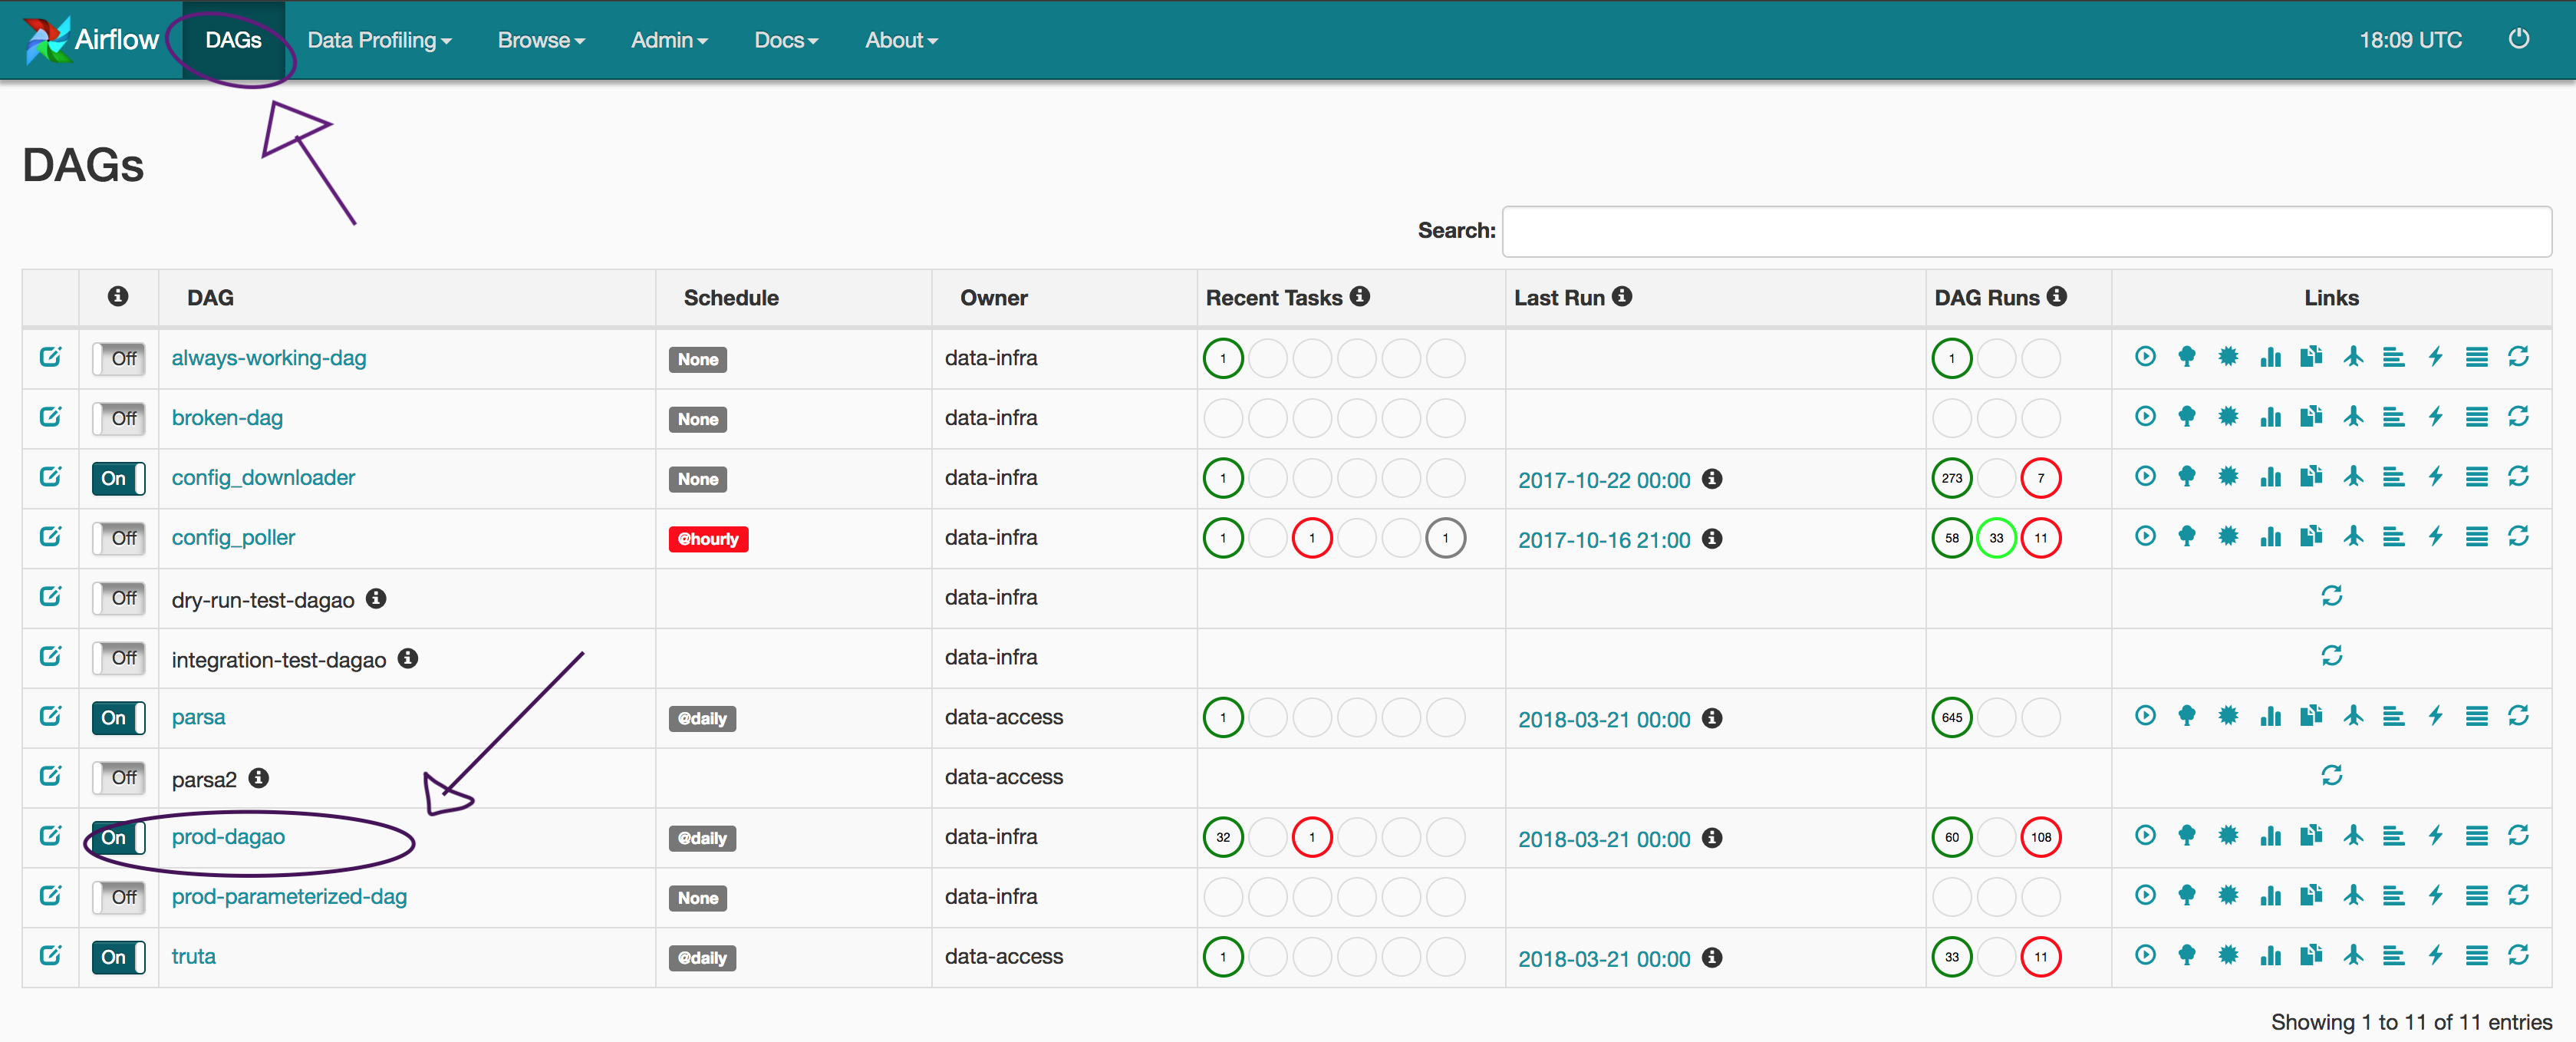 Airflow DAGs Data Profiling Browse Admin Docs About 18:09 UTC
DAGs
Search:
DAG Schedule Owner Recent Tasks Last Run DAG Runs Links
Off always-working-dag None data-infra 1 1
Off broken-dag None data-infra
On config_downloader None data-infra 1 2017-10-22 00:00 273 7
Off config_poller @hourly data-infra 1 1 1 2017-10-16 21:00 58 33 11
Off dry-run-test-dagao data-infra
Off integration-test-dagao data-infra
On parsa @daily data-access 1 2018-03-21 00:00 645
Off parsa2 data-access
On prod-dagao @daily data-infra 32 1 2018-03-21 00:00 60 108
Off prod-parameterized-dag None data-infra
On truta @daily data-access 1 2018-03-21 00:00 33 11
Showing 1 to 11 of 11 entries